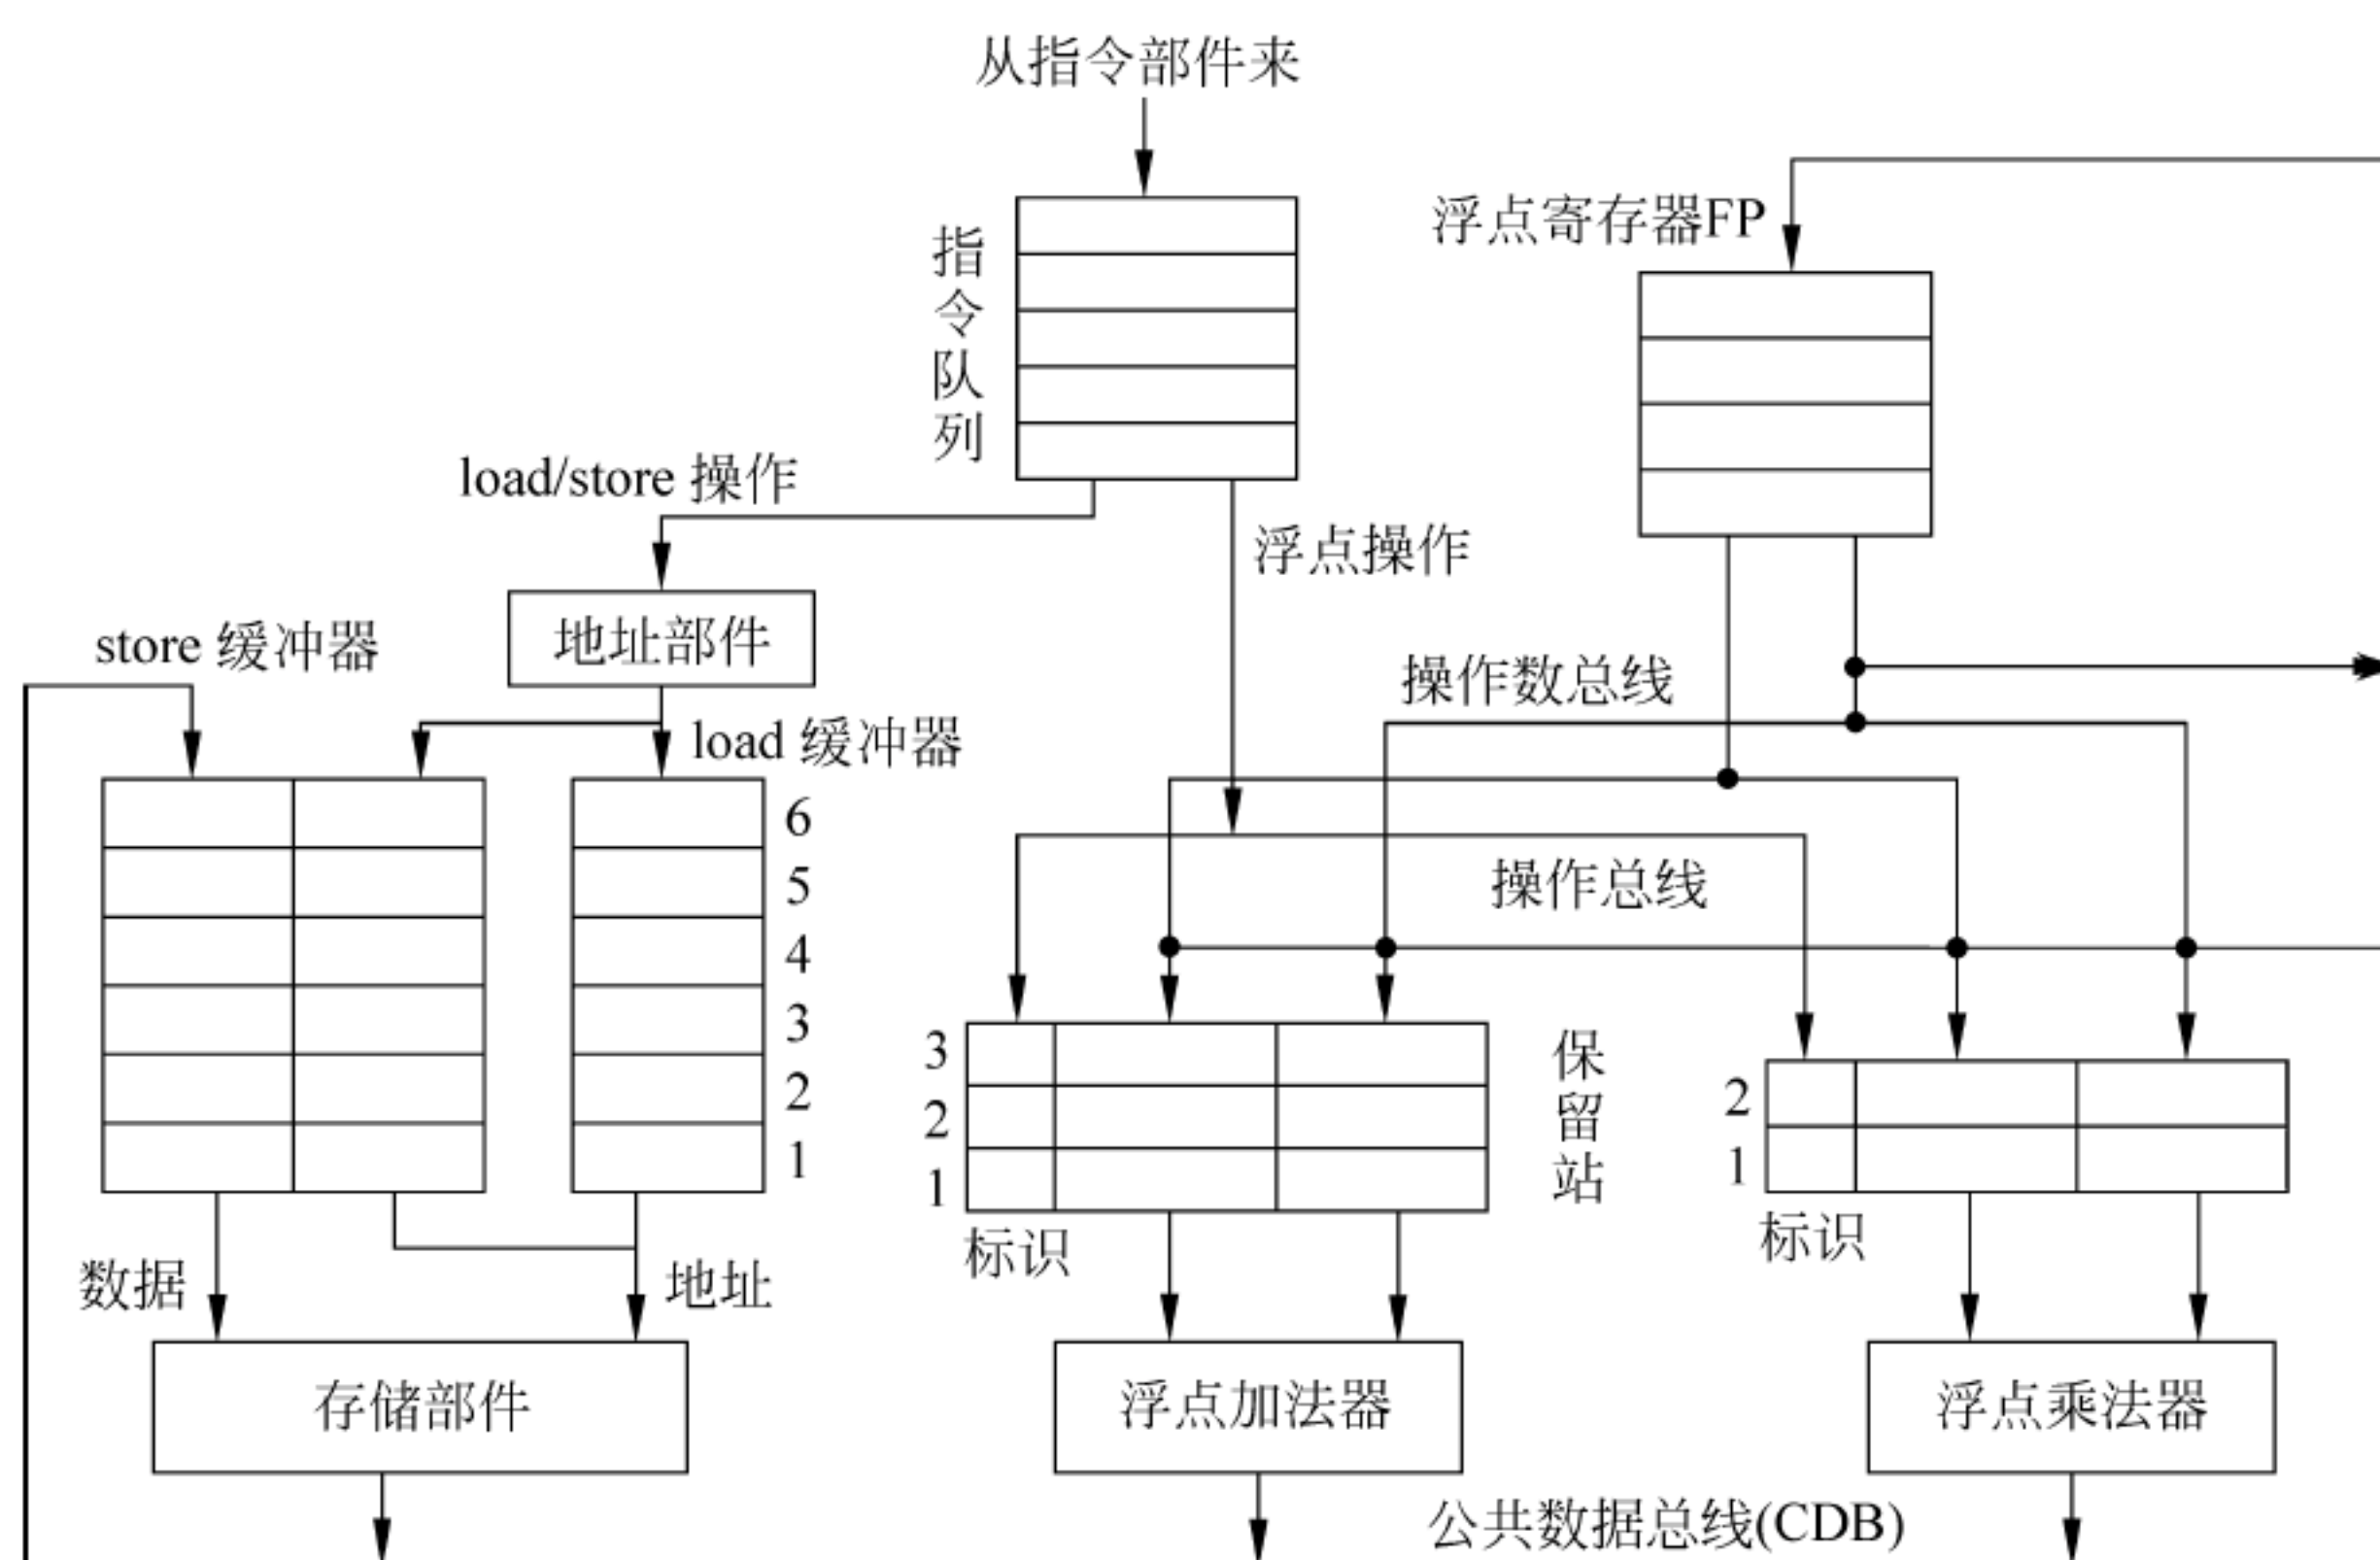 从指令部件来
浮点寄存器FP
指令队列
load/store 操作
浮点操作
地址部件
store 缓冲器
操作数总线
load 缓冲器
6
5
4
3
2
1
操作总线
3
2
1
保留站
2
1
标识
标识
数据
地址
存储部件
浮点加法器
浮点乘法器
公共数据总线(CDB)